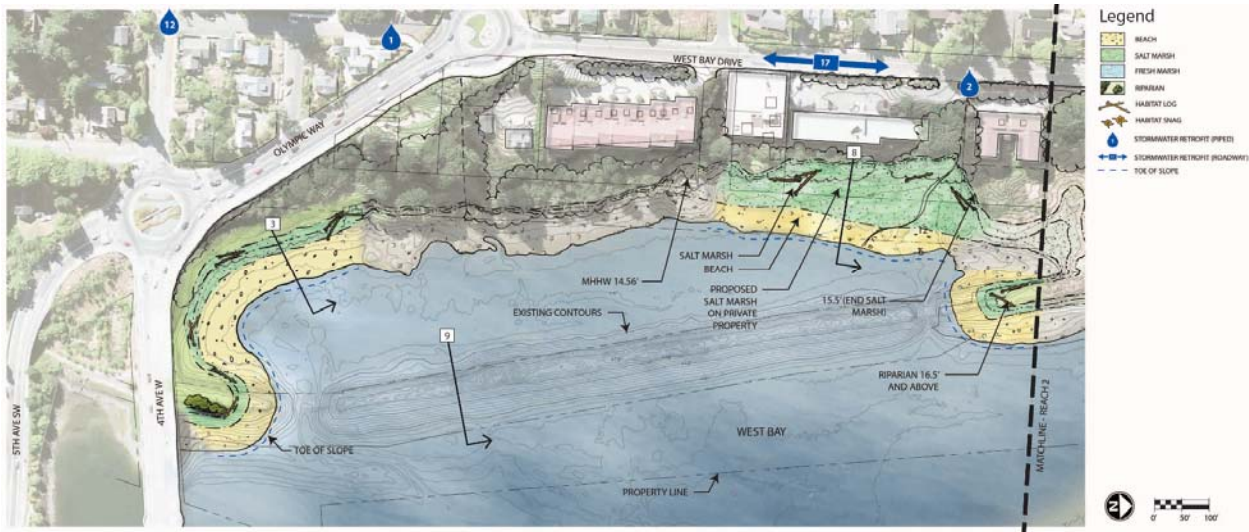 12
1
WEST BAY DRIVE
17
2
OLYMPIC WAY
8
3
SALT MARSH
BEACH
MHHW 14.56'
PROPOSED
SALT MARSH
ON PRIVATE
PROPERTY
15.5' (END SALT
MARSH)
EXISTING CONTOURS
9
RIPARIAN 16.5'
AND ABOVE
5TH AVE SW
4TH AVE W
TOE OF SLOPE
WEST BAY
PROPERTY LINE
MATCHLINE - REACH 2
Legend
BEACH
SALT MARSH
FRESH MARSH
RIPARIAN
HABITAT LOG
HABITAT SNAG
STORMWATER RETROFIT (PIPED)
STORMWATER RETROFIT (ROADWAY)
TOE OF SLOPE
N
0' 50' 100'